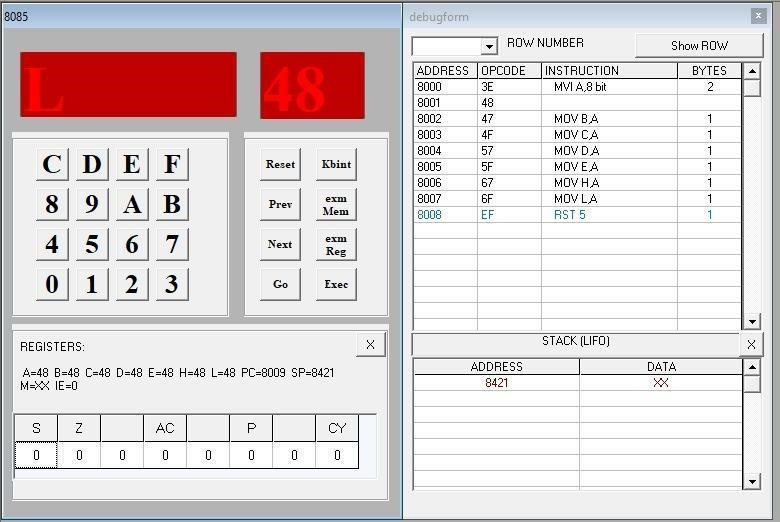 8085
L 48
C D E F
8 9 A B
4 5 6 7
0 1 2 3
Reset Kbint
Prev exm Mem
Next exm Reg
Go Exec
REGISTERS: X
A=48 B=48 C=48 D=48 E=48 H=48 L=48 PC=8009 SP=8421
M=XX IE=0
S Z AC P CY
0 0 0 0 0 0 0 0
debugform x
ROW NUMBER Show ROW
ADDRESS OPCODE INSTRUCTION BYTES
8000 3E MVI A,8 bit 2
8001 48
8002 47 MOV B,A 1
8003 4F MOV C,A 1
8004 57 MOV D,A 1
8005 5F MOV E,A 1
8006 67 MOV H,A 1
8007 6F MOV L,A 1
8008 EF RST 5 1
STACK (LIFO) X
ADDRESS DATA
8421 XX